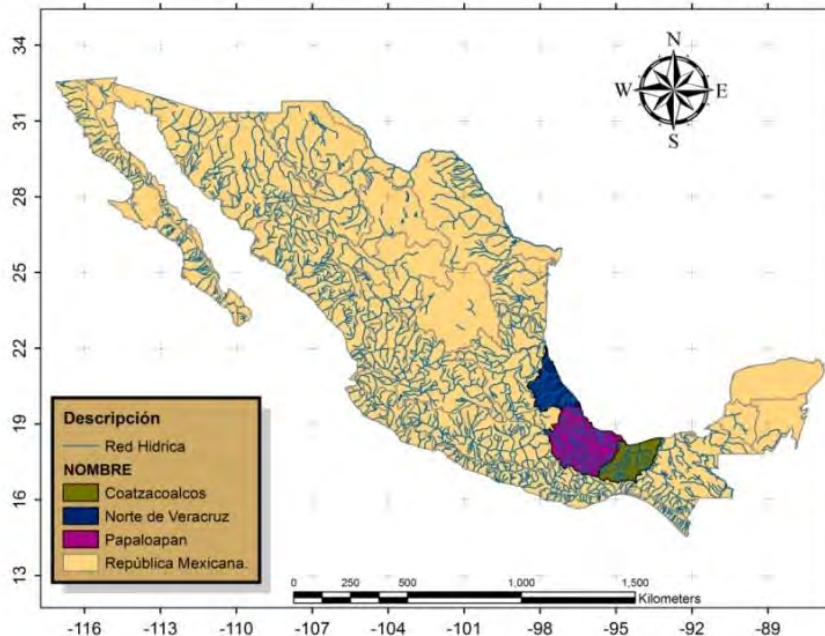 34
31
28
25
22
19
16
13
N
W E
S
Descripción
Red Hidrica
NOMBRE
Coatzacoalcos
Norte de Veracruz
Papaloapan
República Mexicana.
0 250 500 1,000 1,500
Kilometers
-116 -113 -110 -107 -104 -101 -98 -95 -92 -89